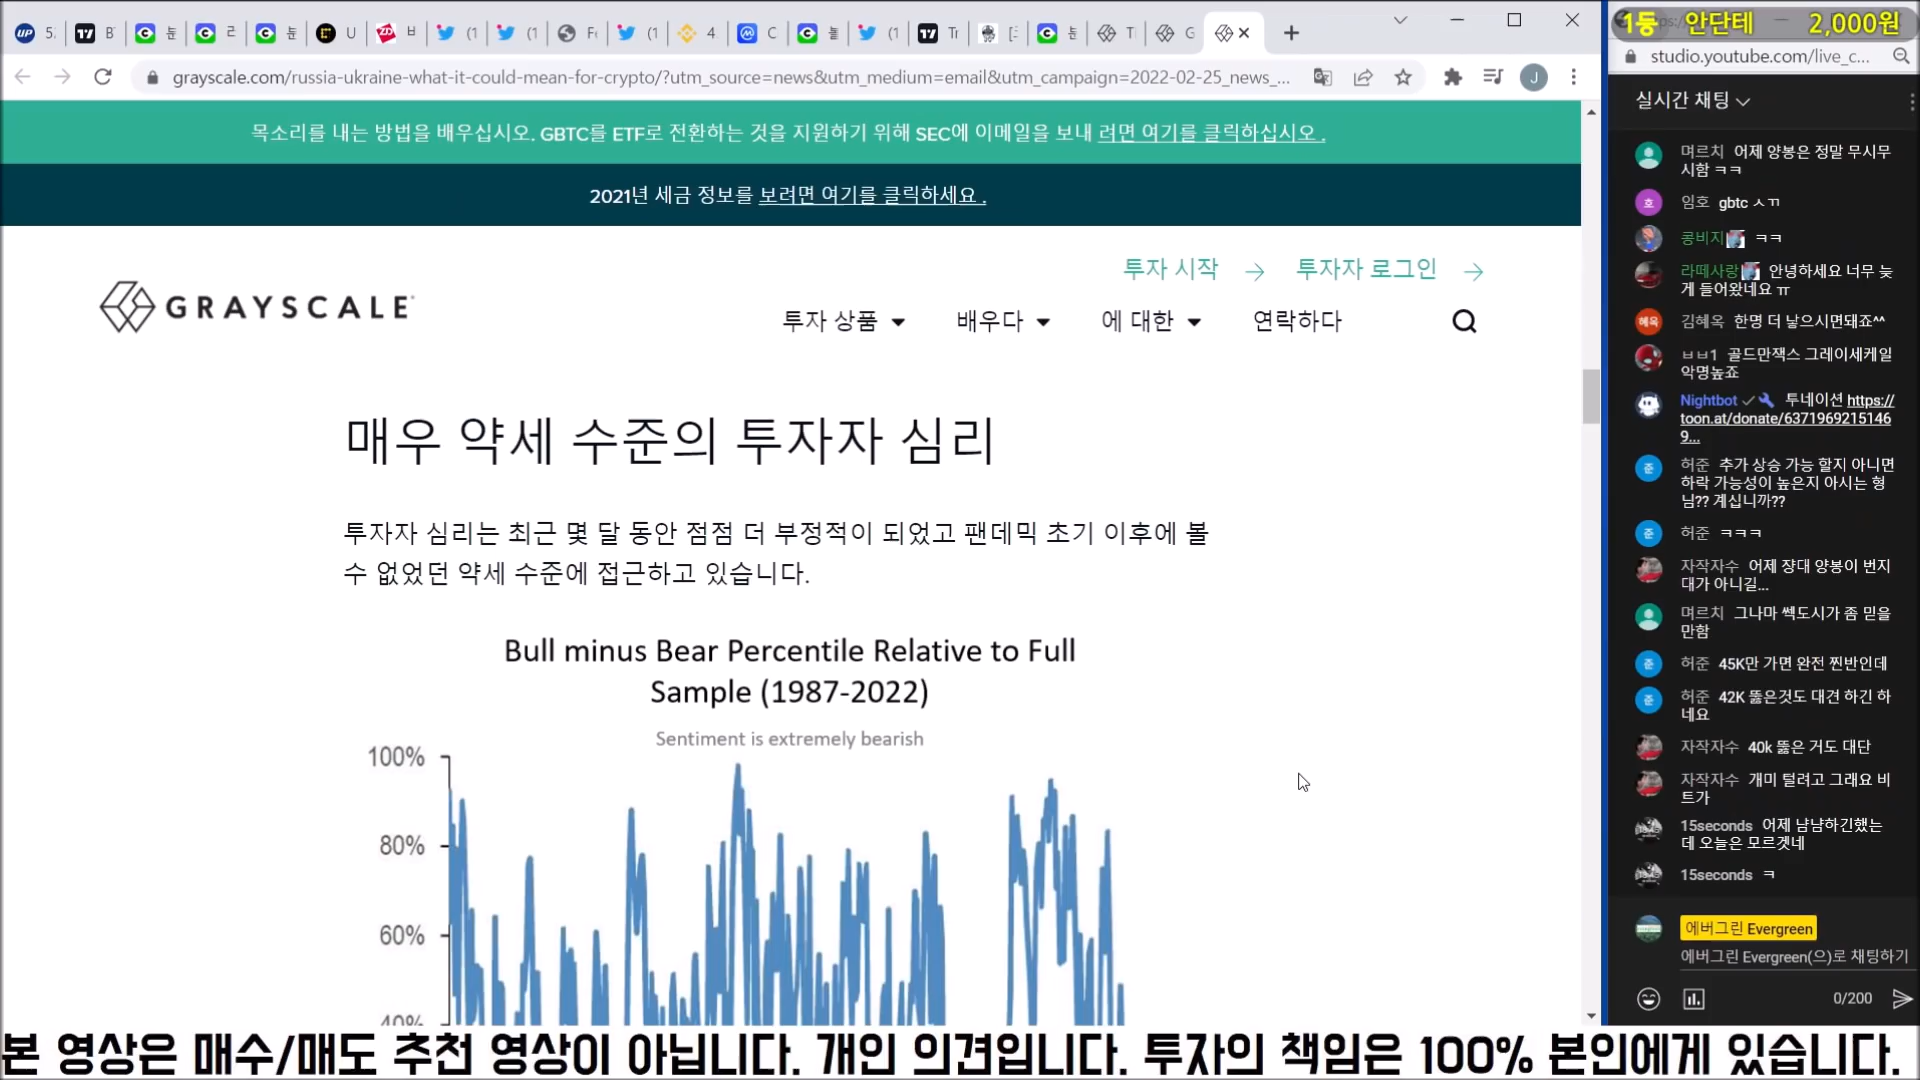 1등 안단테 2,000원
grayscale.com/russia-ukraine-what-it-could-mean-for-crypto/?utm_source=news&utm_medium=email&utm_campaign=2022-02-25_news_...
J
목소리를 내는 방법을 배우십시오. GBTC를 ETF로 전환하는 것을 지원하기 위해 SEC에 이메일을 보내 려면 여기를 클릭하십시오 .
2021년 세금 정보를 보려면 여기를 클릭하세요 .
투자 시작 → 투자자 로그인 →
GRAYSCALE
투자 상품 배우다 에 대한 연락하다
매우 약세 수준의 투자자 심리
투자자 심리는 최근 몇 달 동안 점점 더 부정적이 되었고 팬데믹 초기 이후에 볼
수 없었던 약세 수준에 접근하고 있습니다.
Bull minus Bear Percentile Relative to Full
Sample (1987-2022)
Sentiment is extremely bearish
100%
80%
60%
40%
studio.youtube.com/live_c...
실시간 채팅
며르치 어제 양봉은 정말 무시무
시함 ㅋㅋ
임호 gbtc ㅅㄲ
콩비지 ㅋㅋ
라떼사랑 안녕하세요 너무 늦
게 들어왔네요 ㅠ
김혜옥 한명 더 낳으시면돼죠^^
ㅂㅂ1 골드만잭스 그레이세케일
악명높죠
Nightbot 투네이션 https://
toon.at/donate/6371969215146
9...
허준 추가 상승 가능 할지 아니면
하락 가능성이 높은지 아시는 형
님?? 계십니까??
허준 ㅋㅋㅋ
자작자수 어제 쟝대 양봉이 번지
대가 아니길...
며르치 그나마 쎅도시가 좀 믿을
만함
허준 45K만 가면 완전 찐반인데
허준 42K 뚫은것도 대견 하긴 하
네요
자작자수 40k 뚫은 거도 대단
자작자수 개미 털려고 그래요 비
트가
15seconds 어제 냠냠하긴했는
데 오늘은 모르겟네
15seconds ㅋ
에버그린 Evergreen
에버그린 Evergreen(으)로 채팅하기
0/200
본 영상은 매수/매도 추천 영상이 아닙니다. 개인 의견입니다. 투자의 책임은 100% 본인에게 있습니다.